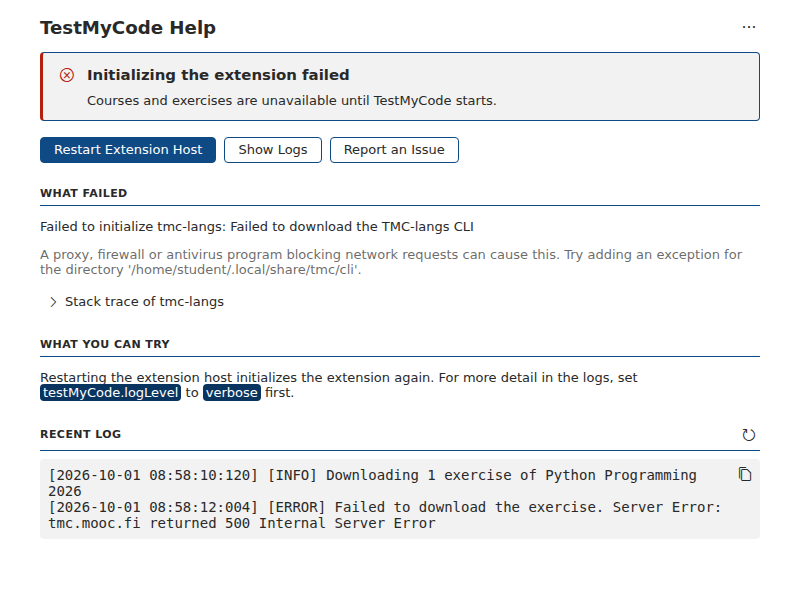 TestMyCode Help
Initializing the extension failed
Courses and exercises are unavailable until TestMyCode starts.
Restart Extension Host
Show Logs
Report an Issue
WHAT FAILED
Failed to initialize tmc-langs: Failed to download the TMC-langs CLI
A proxy, firewall or antivirus program blocking network requests can cause this. Try adding an exception for
the directory '/home/student/.local/share/tmc/cli'.
Stack trace of tmc-langs
WHAT YOU CAN TRY
Restarting the extension host initializes the extension again. For more detail in the logs, set
testMyCode.logLevel to verbose first.
RECENT LOG
[2026-10-01 08:58:10:120] [INFO] Downloading 1 exercise of Python Programming
2026
[2026-10-01 08:58:12:004] [ERROR] Failed to download the exercise. Server Error:
tmc.mooc.fi returned 500 Internal Server Error